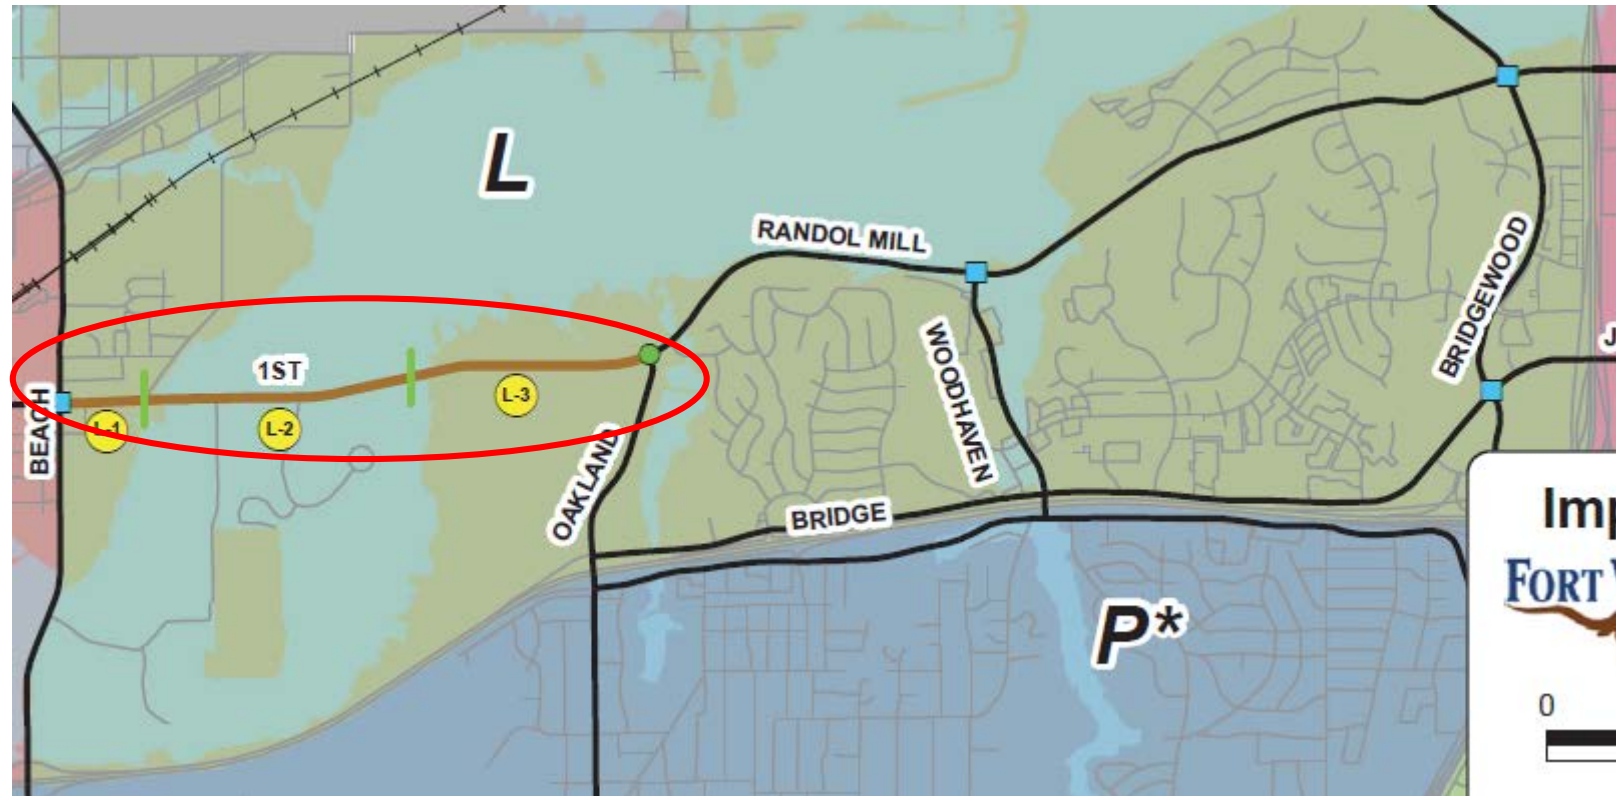 L
RANDOL MILL
BRIDGEWOOD
1ST
WOODHAVEN
L-3
BEACH
L-1
L-2
OAKLAND
BRIDGE
P*
Imp
FORT
0